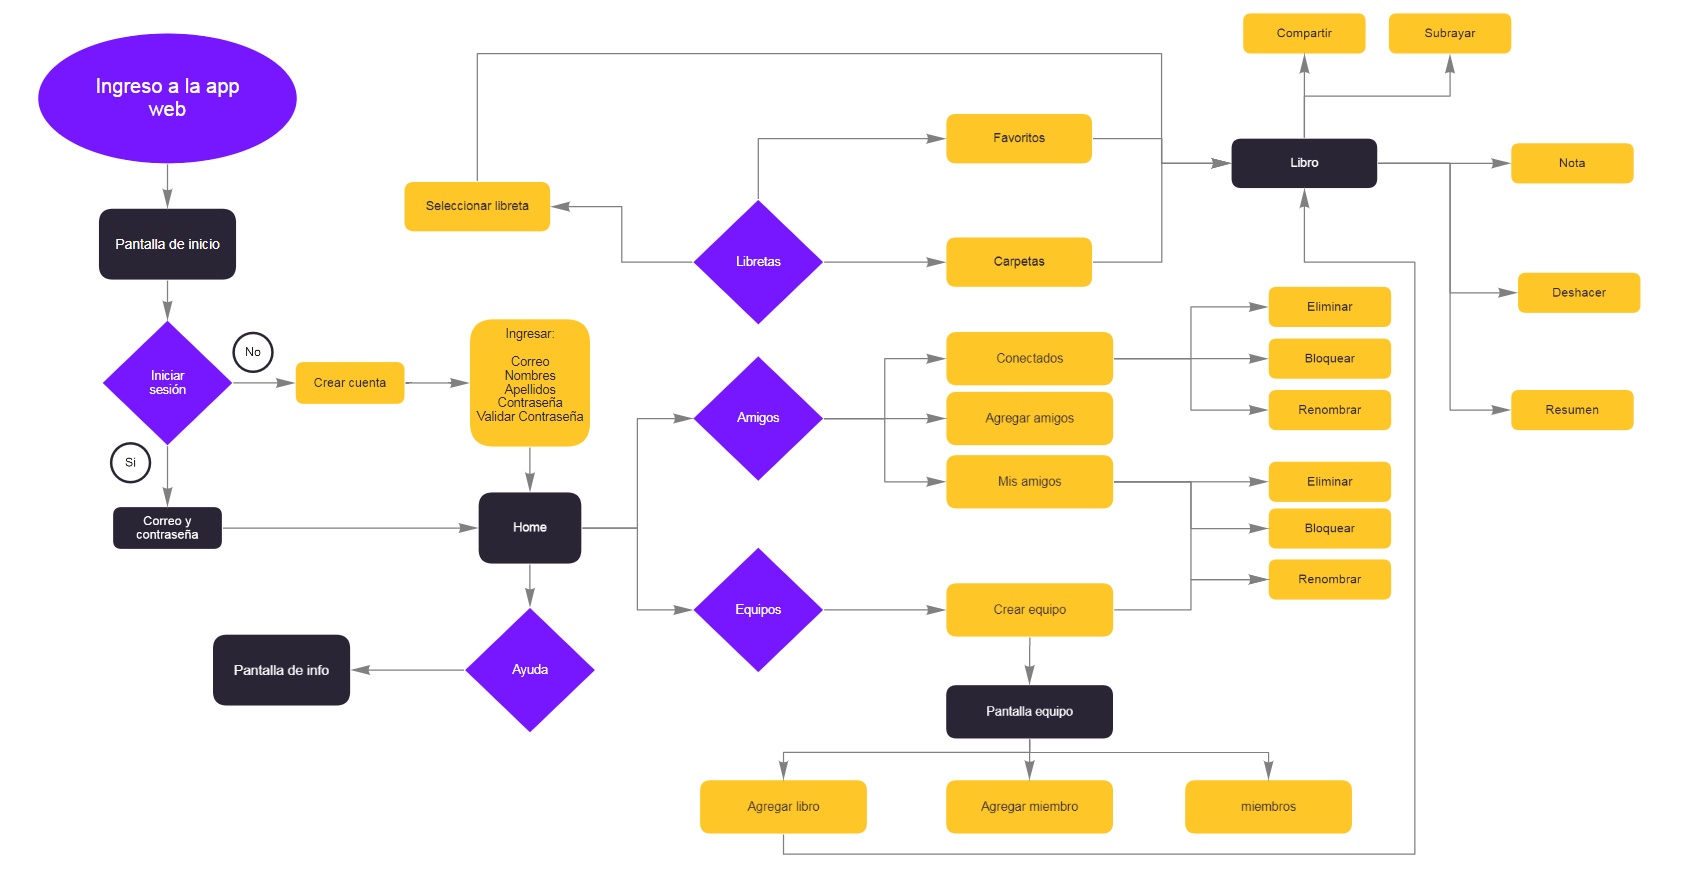 Ingreso a la app
web
Pantalla de inicio
Iniciar
sesión
No
Si
Crear cuenta
Ingresar:
Correo
Nombres
Apellidos
Contraseña
Validar Contraseña
Correo y
contraseña
Home
Ayuda
Pantalla de info
Seleccionar libreta
Libretas
Favoritos
Carpetas
Amigos
Conectados
Agregar amigos
Mis amigos
Equipos
Crear equipo
Pantalla equipo
Agregar libro
Agregar miembro
miembros
Compartir
Subrayar
Libro
Nota
Deshacer
Resumen
Eliminar
Bloquear
Renombrar
Eliminar
Bloquear
Renombrar